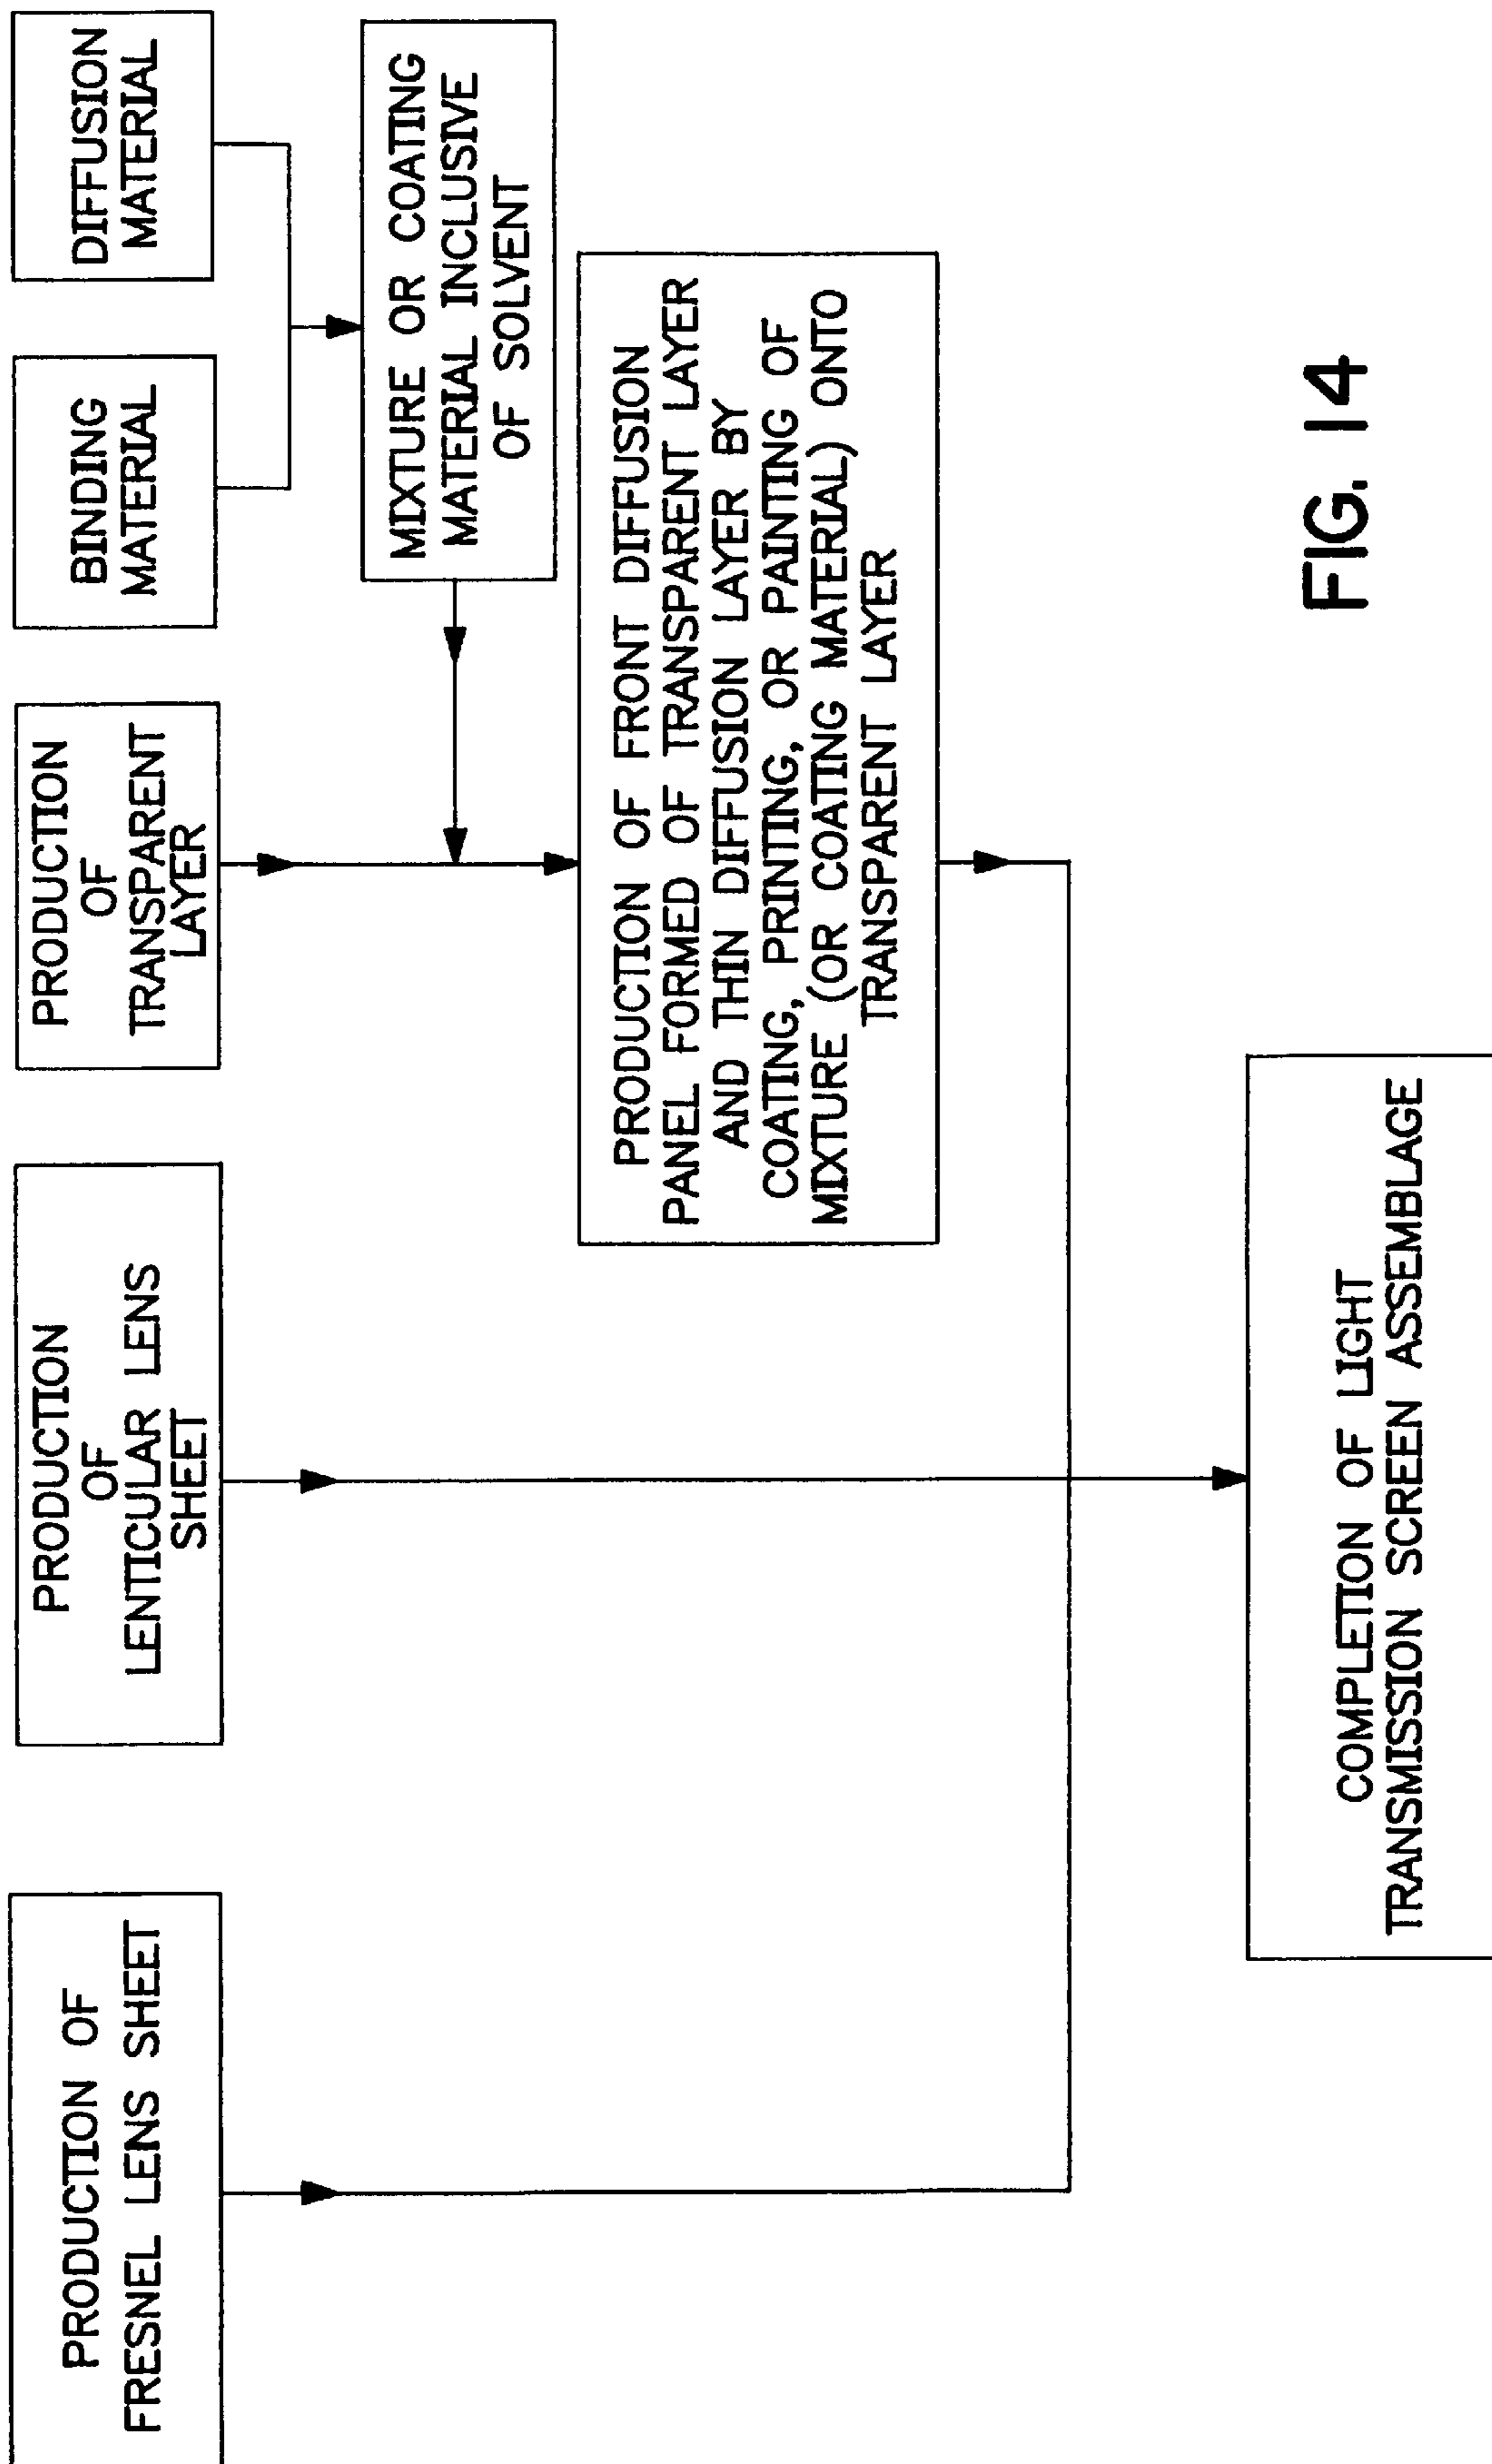 PRODUCTION OF
FRESNEL LENS SHEET
PRODUCTION
OF
LENTICULAR LENS
SHEET
PRODUCTION
OF
TRANSPARENT
LAYER
BINDING
MATERIAL
DIFFUSION
MATERIAL
MIXTURE OR COATING
MATERIAL INCLUSIVE
OF SOLVENT
PRODUCTION OF FRONT DIFFUSION
PANEL FORMED OF TRANSPARENT LAYER
AND THIN DIFFUSION LAYER BY
COATING, PRINTING, OR PAINTING OF
MIXTURE (OR COATING MATERIAL) ONTO
TRANSPARENT LAYER
COMPLETION OF LIGHT
TRANSMISSION SCREEN ASSEMBLAGE
FIG. 14